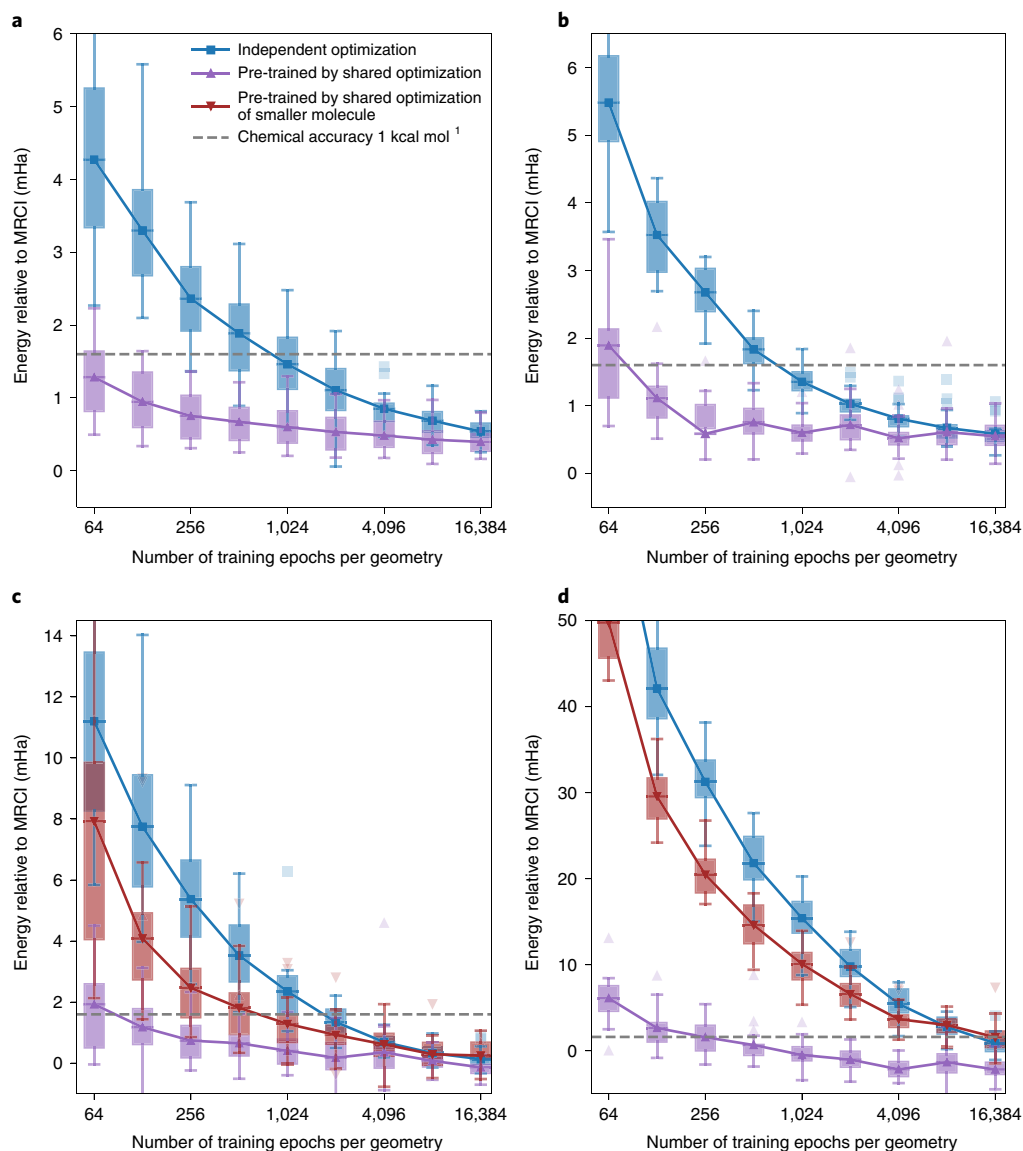 a
6
5
4
3
2
1
0
Energy relative to MRCI (mHa)
Independent optimization
Pre-trained by shared optimization
Pre-trained by shared optimization
of smaller molecule
Chemical accuracy 1 kcal mol 1
64
256
1,024
4,096
16,384
Number of training epochs per geometry
b
6
5
4
3
2
1
0
Energy relative to MRCI (mHa)
64
256
1,024
4,096
16,384
Number of training epochs per geometry
c
14
12
10
8
6
4
2
0
Energy relative to MRCI (mHa)
64
256
1,024
4,096
16,384
Number of training epochs per geometry
d
50
40
30
20
10
0
Energy relative to MRCI (mHa)
64
256
1,024
4,096
16,384
Number of training epochs per geometry